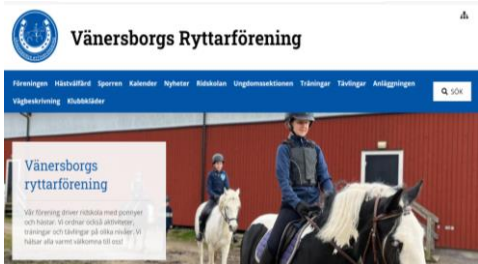 Vänersborgs Ryttarförening
Föreningen Hästvälfärd Sporren Kalender Nyheter Ridskolan Ungdomssektionen Träningar Tävlingar Anläggningen
Vägbeskrivning Klubbkläder
SÖK
Vänersborgs
ryttarförening
Vår förening driver ridskola med ponnyer
och hästar. Vi ordnar också aktiviteter,
träningar och tävlingar på olika nivåer. Vi
hälsar alla varmt välkomna till oss!